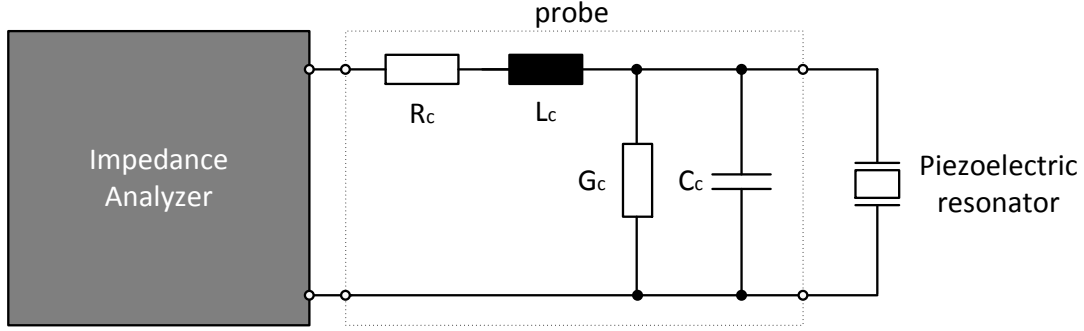 probe
Impedance
Analyzer
Rc
Lc
Gc
Cc
Piezoelectric
resonator